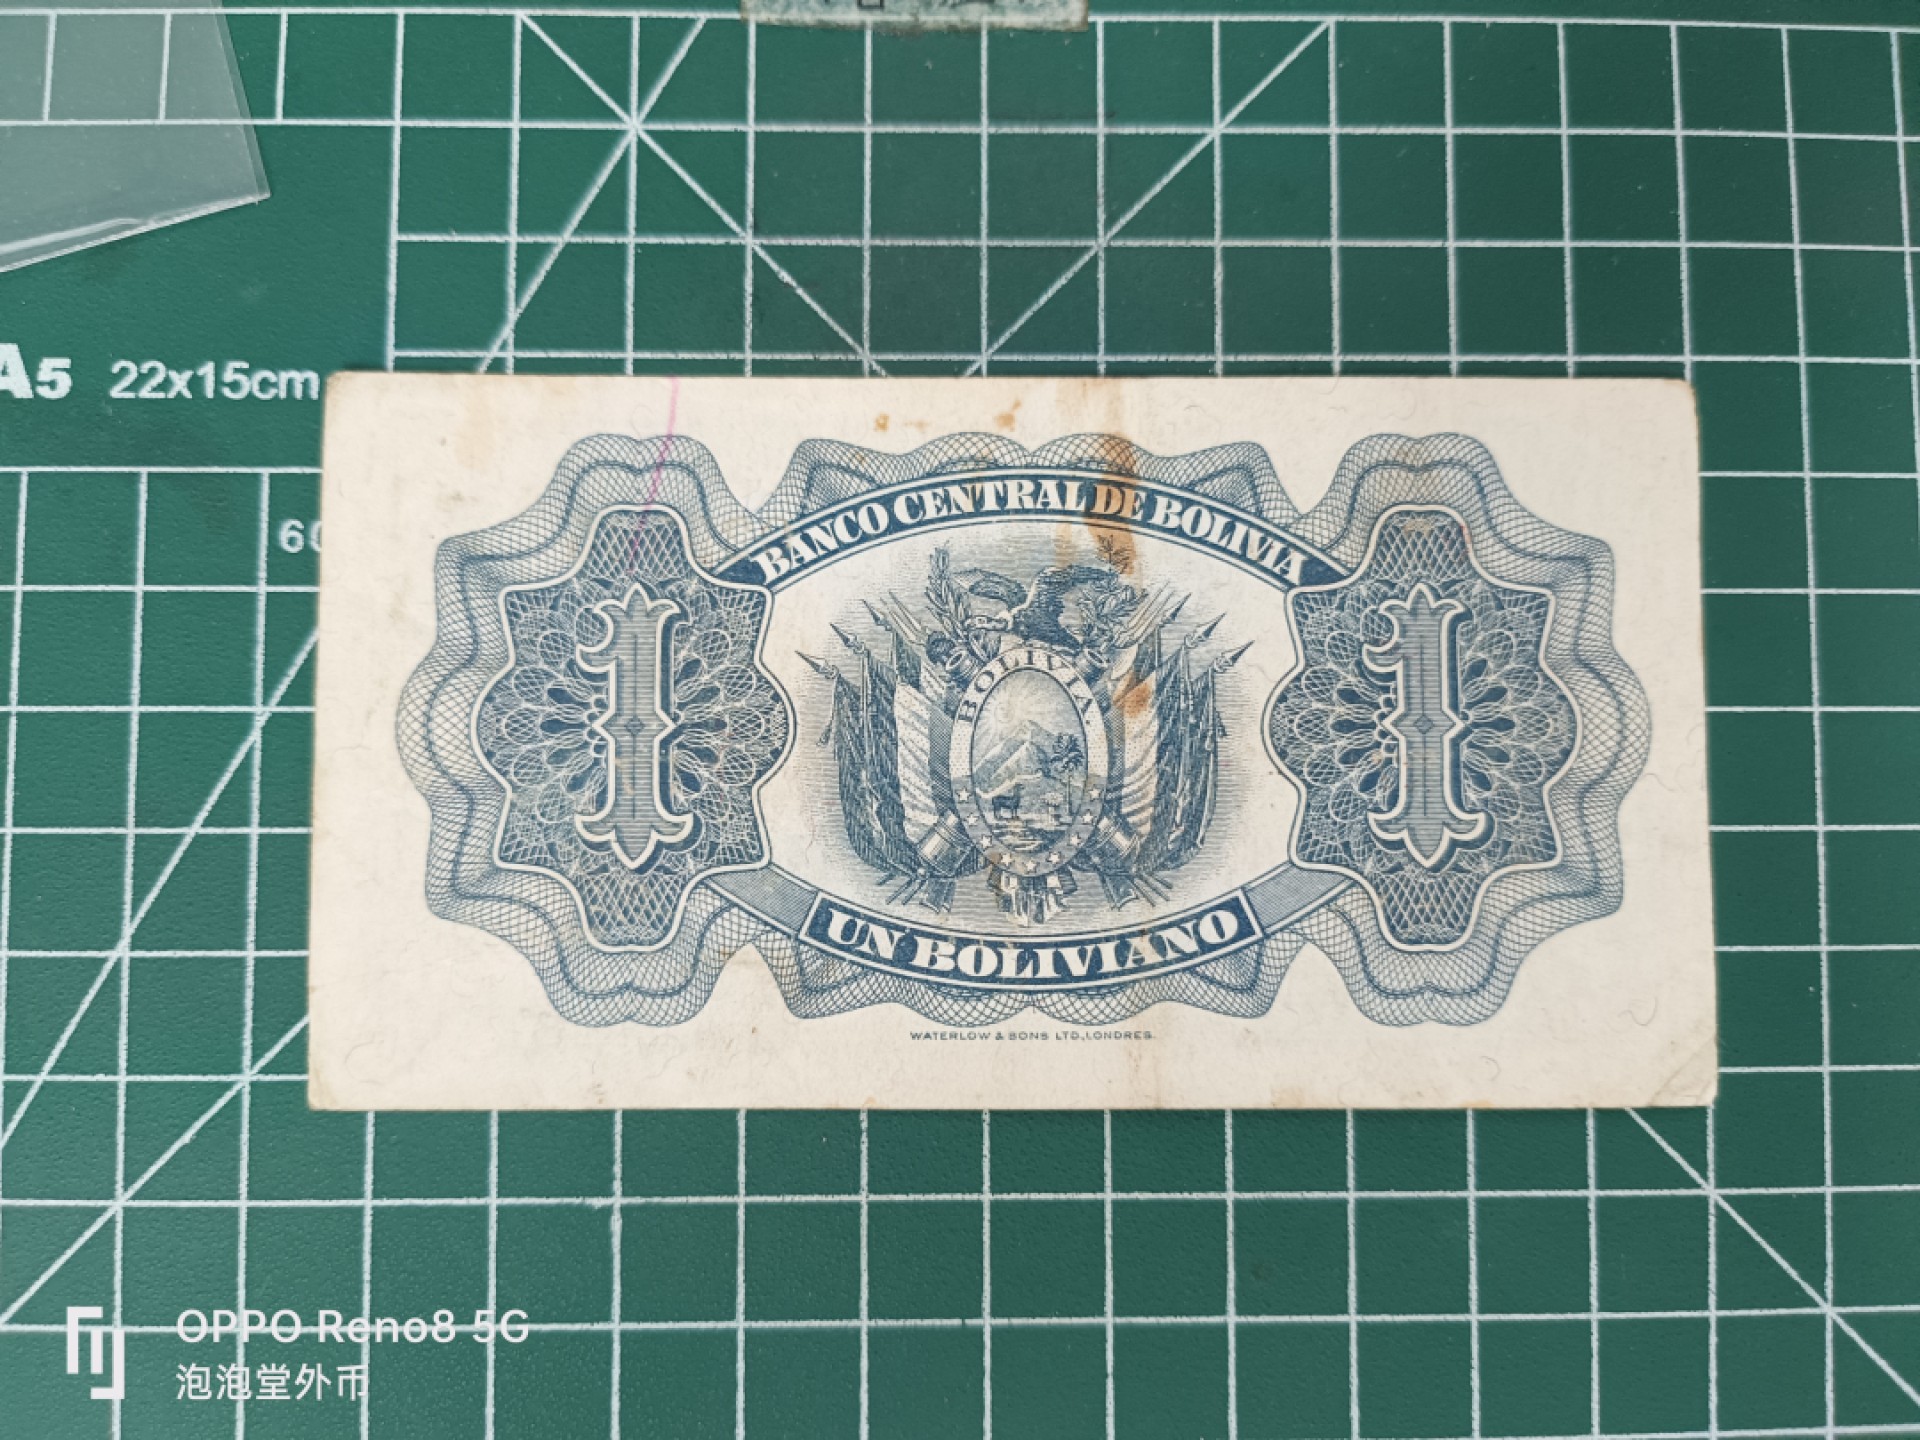 A5 22x15cm
60
BANCO CENTRAL DE BOLIVIA
1
1
BOLIVIA
UN BOLIVIANO
WATERLOW & SONS LTD.,LONDRES.
OPPO Reno8 5G
泡泡堂外币